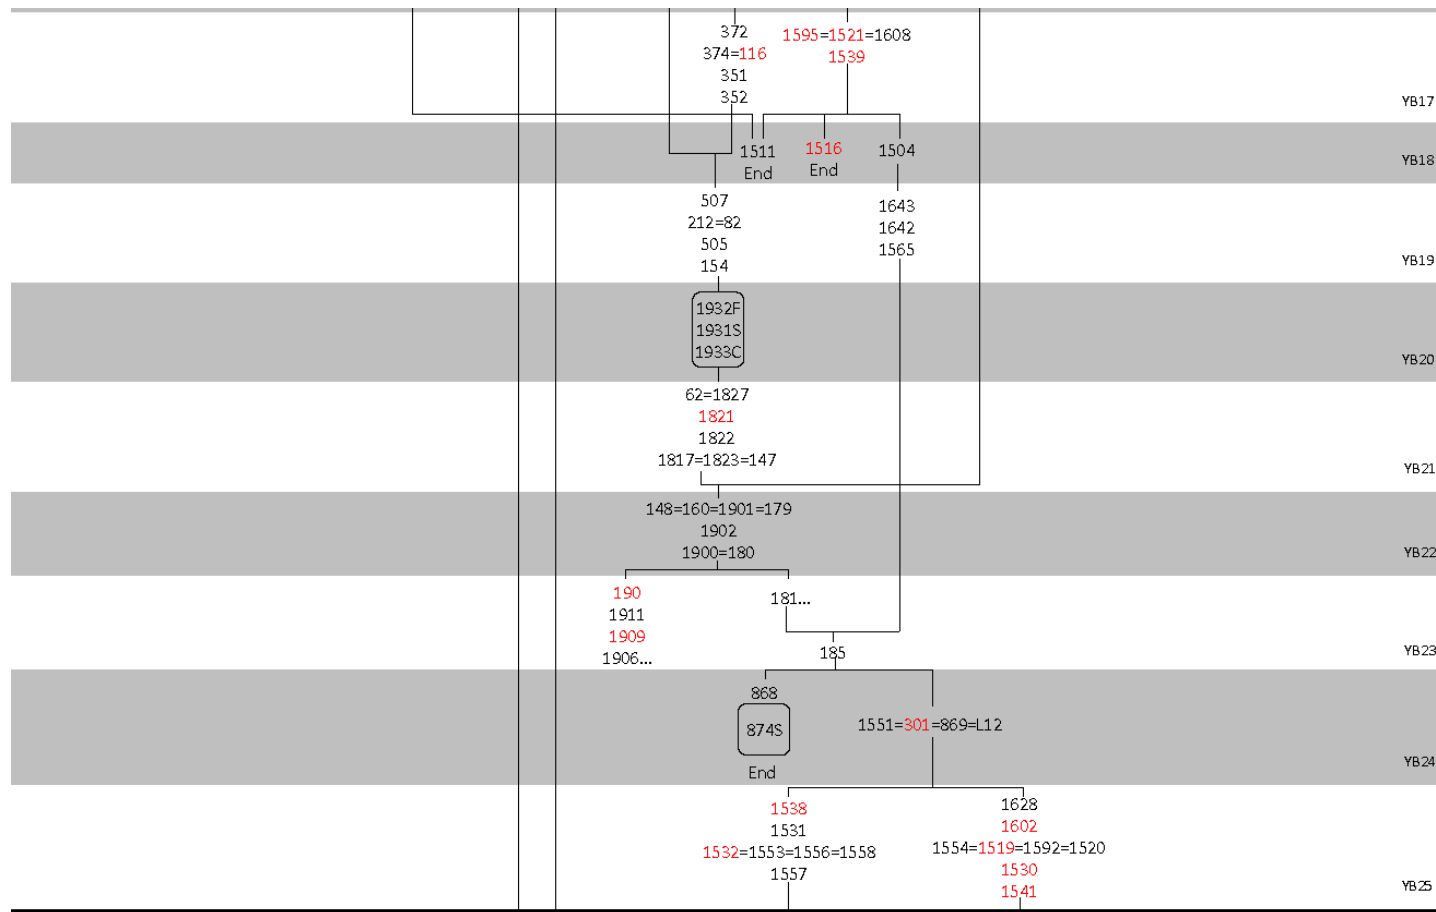 372
374=116
351
352
1595=1521=1608
1539
YB17
1511
End
1516
End
1504
YB18
507
212=82
505
154
1643
1642
1565
YB19
1932F
1931S
1933C
YB20
62=1827
1821
1822
1817=1823=147
YB21
148=160=1901=179
1902
1900=180
YB22
190
1911
1909
1906...
181...
185
YB23
868
874S
End
1551=301=869=L12
YB24
1538
1531
1532=1553=1556=1558
1557
1628
1602
1554=1519=1592=1520
1530
1541
YB25